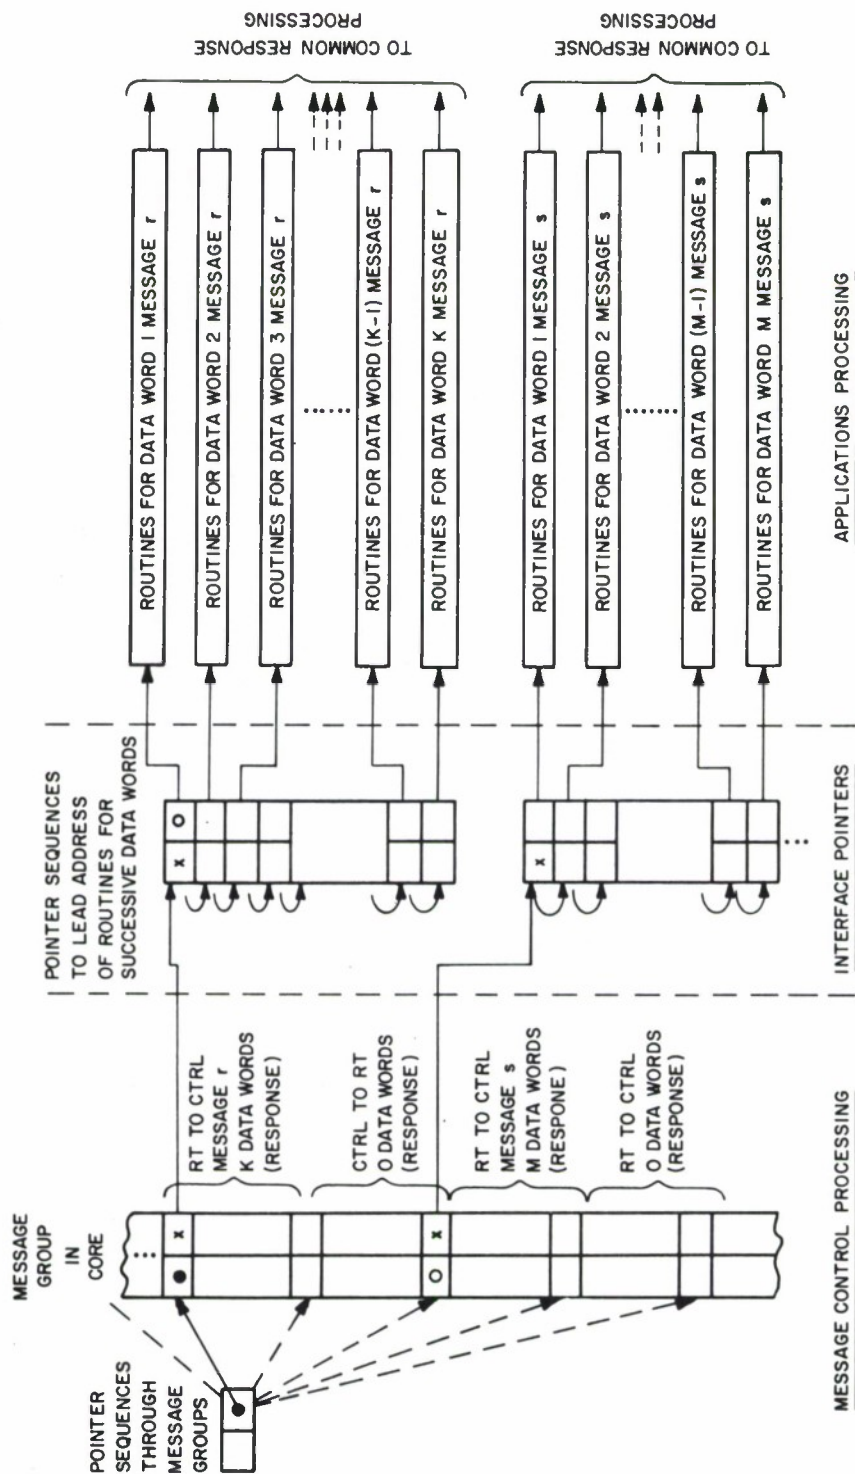 POINTER
SEQUENCES
THROUGH
MESSAGE
GROUPS
MESSAGE
GROUP
IN
CORE
x
x
RT TO CTRL
MESSAGE r
K DATA WORDS
(RESPONSE)
CTRL TO RT
O DATA WORDS
(RESPONSE)
RT TO CTRL
MESSAGE s
M DATA WORDS
(RESPONE)
RT TO CTRL
O DATA WORDS
(RESPONSE)
MESSAGE CONTROL PROCESSING
POINTER SEQUENCES
TO LEAD ADDRESS
OF ROUTINES FOR
SUCCESSIVE DATA WORDS
x
x
INTERFACE POINTERS
ROUTINES FOR DATA WORD 1 MESSAGE r
ROUTINES FOR DATA WORD 2 MESSAGE r
ROUTINES FOR DATA WORD 3 MESSAGE r
ROUTINES FOR DATA WORD (K-1) MESSAGE r
ROUTINES FOR DATA WORD K MESSAGE r
TO COMMON RESPONSE
PROCESSING
ROUTINES FOR DATA WORD 1 MESSAGE s
ROUTINES FOR DATA WORD 2 MESSAGE s
ROUTINES FOR DATA WORD (M-1) MESSAGE s
ROUTINES FOR DATA WORD M MESSAGE s
TO COMMON RESPONSE
PROCESSING
APPLICATIONS PROCESSING